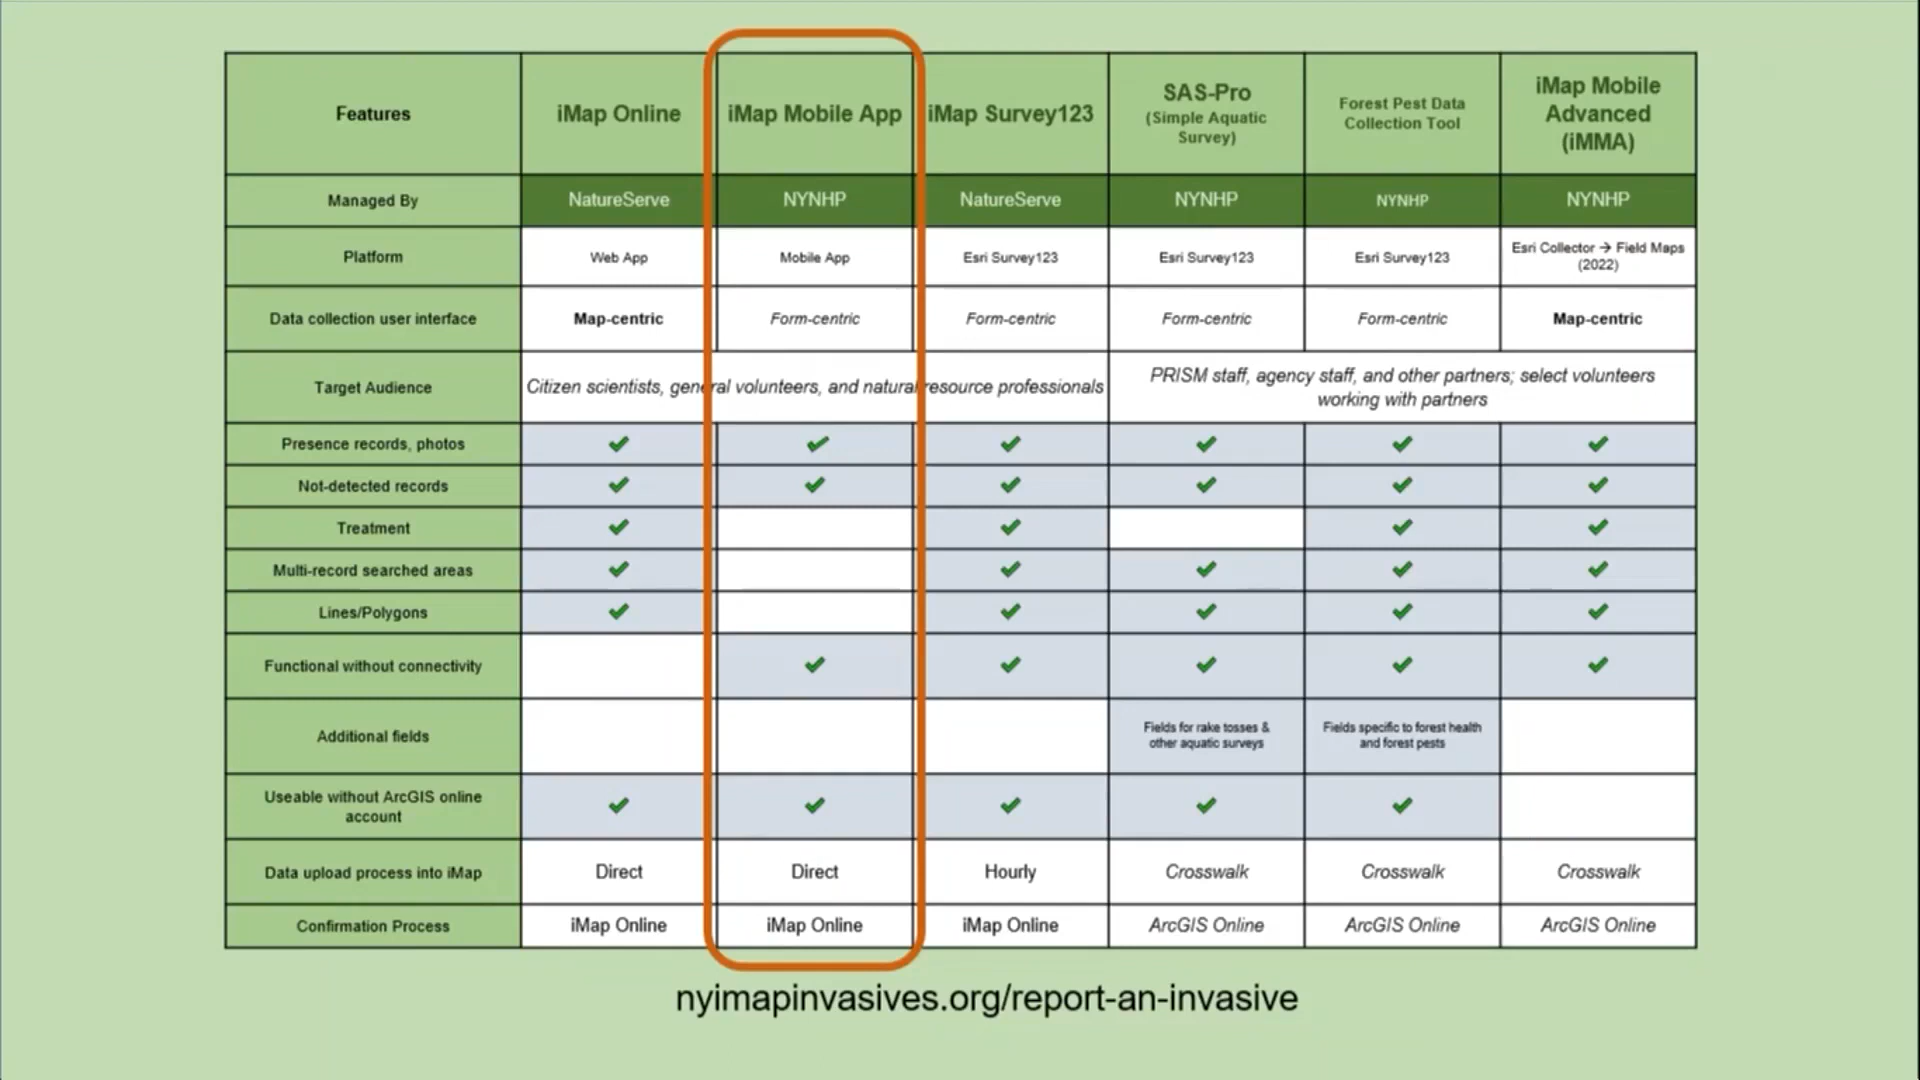 Features iMap Online iMap Mobile App iMap Survey123 SAS-Pro (Simple Aquatic Survey) Forest Pest Data Collection Tool iMap Mobile Advanced (iMMA)
Managed By NatureServe NYNHP NatureServe NYNHP NYNHP NYNHP
Platform Web App Mobile App Esri Survey123 Esri Survey123 Esri Survey123 Esri Collector → Field Maps (2022)
Data collection user interface Map-centric Form-centric Form-centric Form-centric Form-centric Map-centric
Target Audience Citizen scientists, general volunteers, and natural resource professionals PRISM staff, agency staff, and other partners; select volunteers working with partners
Presence records, photos ✔ ✔ ✔ ✔ ✔ ✔
Not-detected records ✔ ✔ ✔ ✔ ✔ ✔
Treatment ✔ ✔ ✔ ✔
Multi-record searched areas ✔ ✔ ✔ ✔ ✔
Lines/Polygons ✔ ✔ ✔ ✔ ✔
Functional without connectivity ✔ ✔ ✔ ✔ ✔
Additional fields Fields for rake tosses & other aquatic surveys Fields specific to forest health and forest pests
Useable without ArcGIS online account ✔ ✔ ✔ ✔ ✔
Data upload process into iMap Direct Direct Hourly Crosswalk Crosswalk Crosswalk
Confirmation Process iMap Online iMap Online iMap Online ArcGIS Online ArcGIS Online ArcGIS Online
nyimapinvasives.org/report-an-invasive